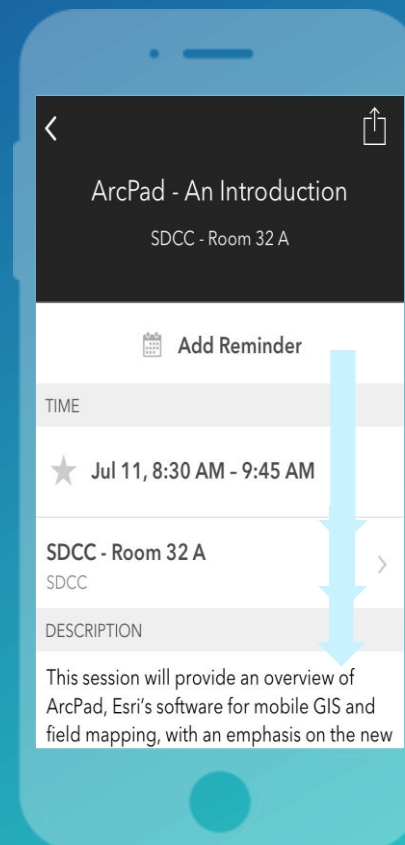 ArcPad - An Introduction
SDCC - Room 32 A
Add Reminder
TIME
Jul 11, 8:30 AM - 9:45 AM
SDCC - Room 32 A
SDCC
DESCRIPTION
This session will provide an overview of
ArcPad, Esri's software for mobile GIS and
field mapping, with an emphasis on the new